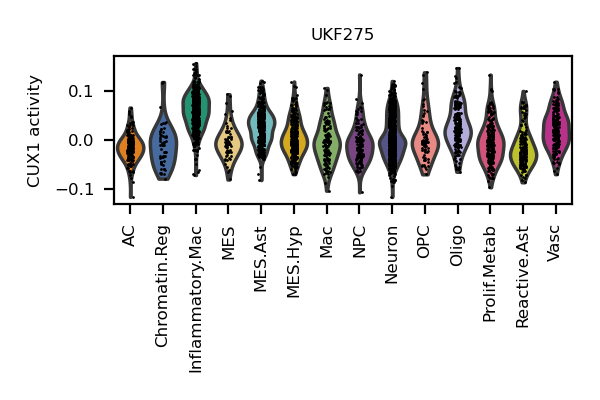 UKF275
CUX1 activity
0.1
0.0
−0.1
AC
Chromatin.Reg
Inflammatory.Mac
MES
MES.Ast
MES.Hyp
Mac
NPC
Neuron
OPC
Oligo
Prolif.Metab
Reactive.Ast
Vasc